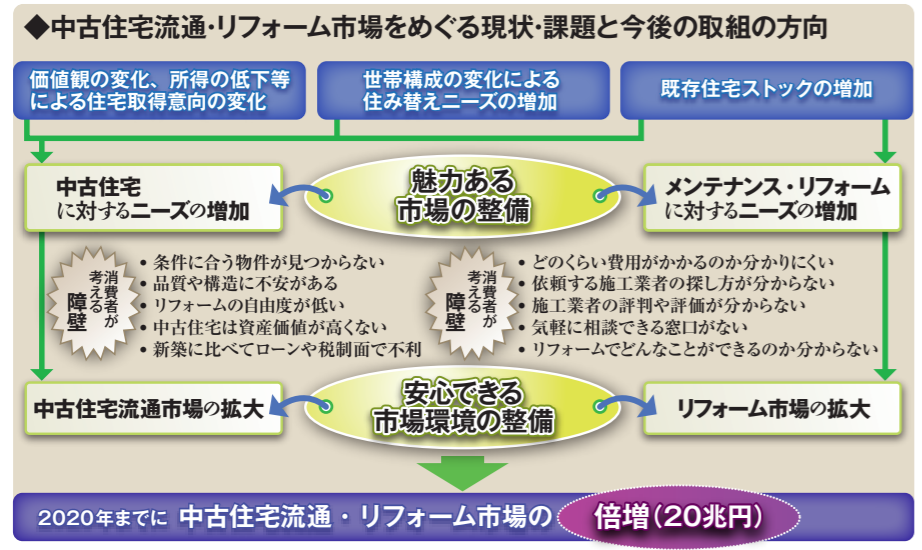 ◆中古住宅流通・リフォーム市場をめぐる現状・課題と今後の取組の方向
価値観の変化、所得の低下等
による住宅取得意向の変化
世帯構成の変化による
住み替えニーズの増加
既存住宅ストックの増加
中古住宅
に対するニーズの増加
魅力ある
市場の整備
メンテナンス・リフォーム
に対するニーズの増加
消費者が
考える
障壁
• 条件に合う物件が見つからない
• 品質や構造に不安がある
• リフォームの自由度が低い
• 中古住宅は資産価値が高くない
• 新築に比べてローンや税制面で不利
消費者が
考える
障壁
• どのくらい費用がかかるのか分かりにくい
• 依頼する施工業者の探し方が分からない
• 施工業者の評判や評価が分からない
• 気軽に相談できる窓口がない
• リフォームでどんなことができるのか分からない
中古住宅流通市場の拡大
安心できる
市場環境の整備
リフォーム市場の拡大
2020年までに 中古住宅流通・リフォーム市場の 倍増(20兆円)